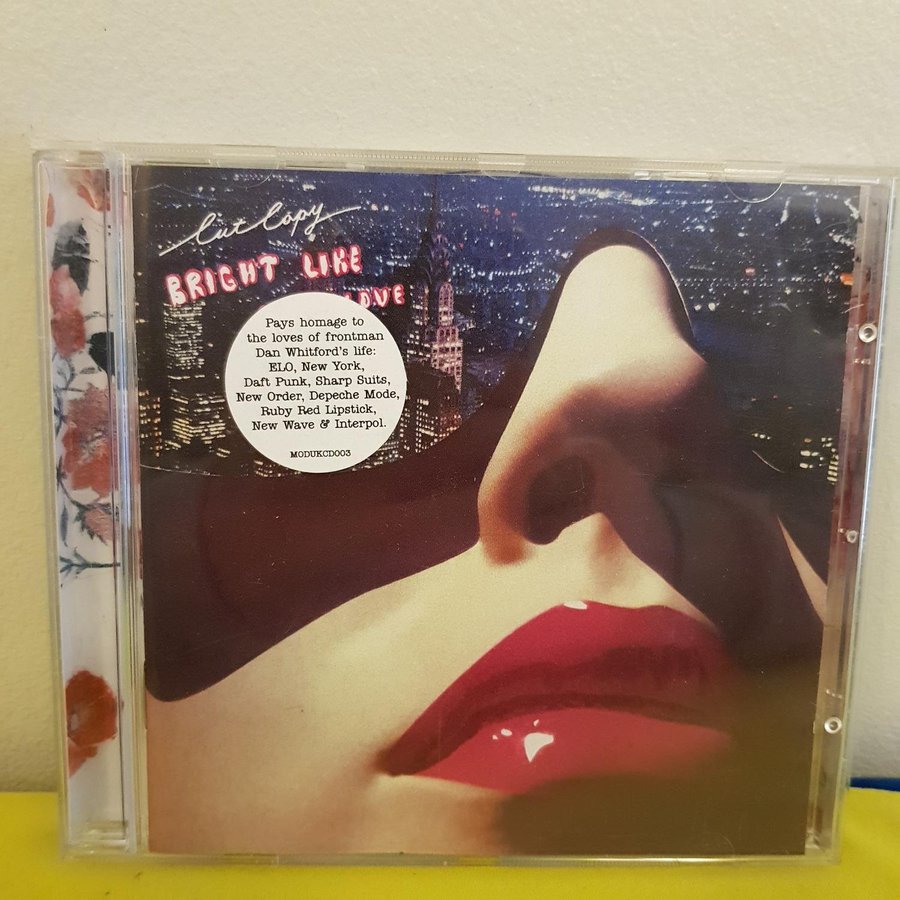 Cut Copy
BRIGHT LIKE
LOVE
Pays homage to
the loves of frontman
Dan Whitford's life:
ELO, New York,
Daft Punk, Sharp Suits,
New Order, Depeche Mode,
Ruby Red Lipstick,
New Wave & Interpol.
MODUKCD003